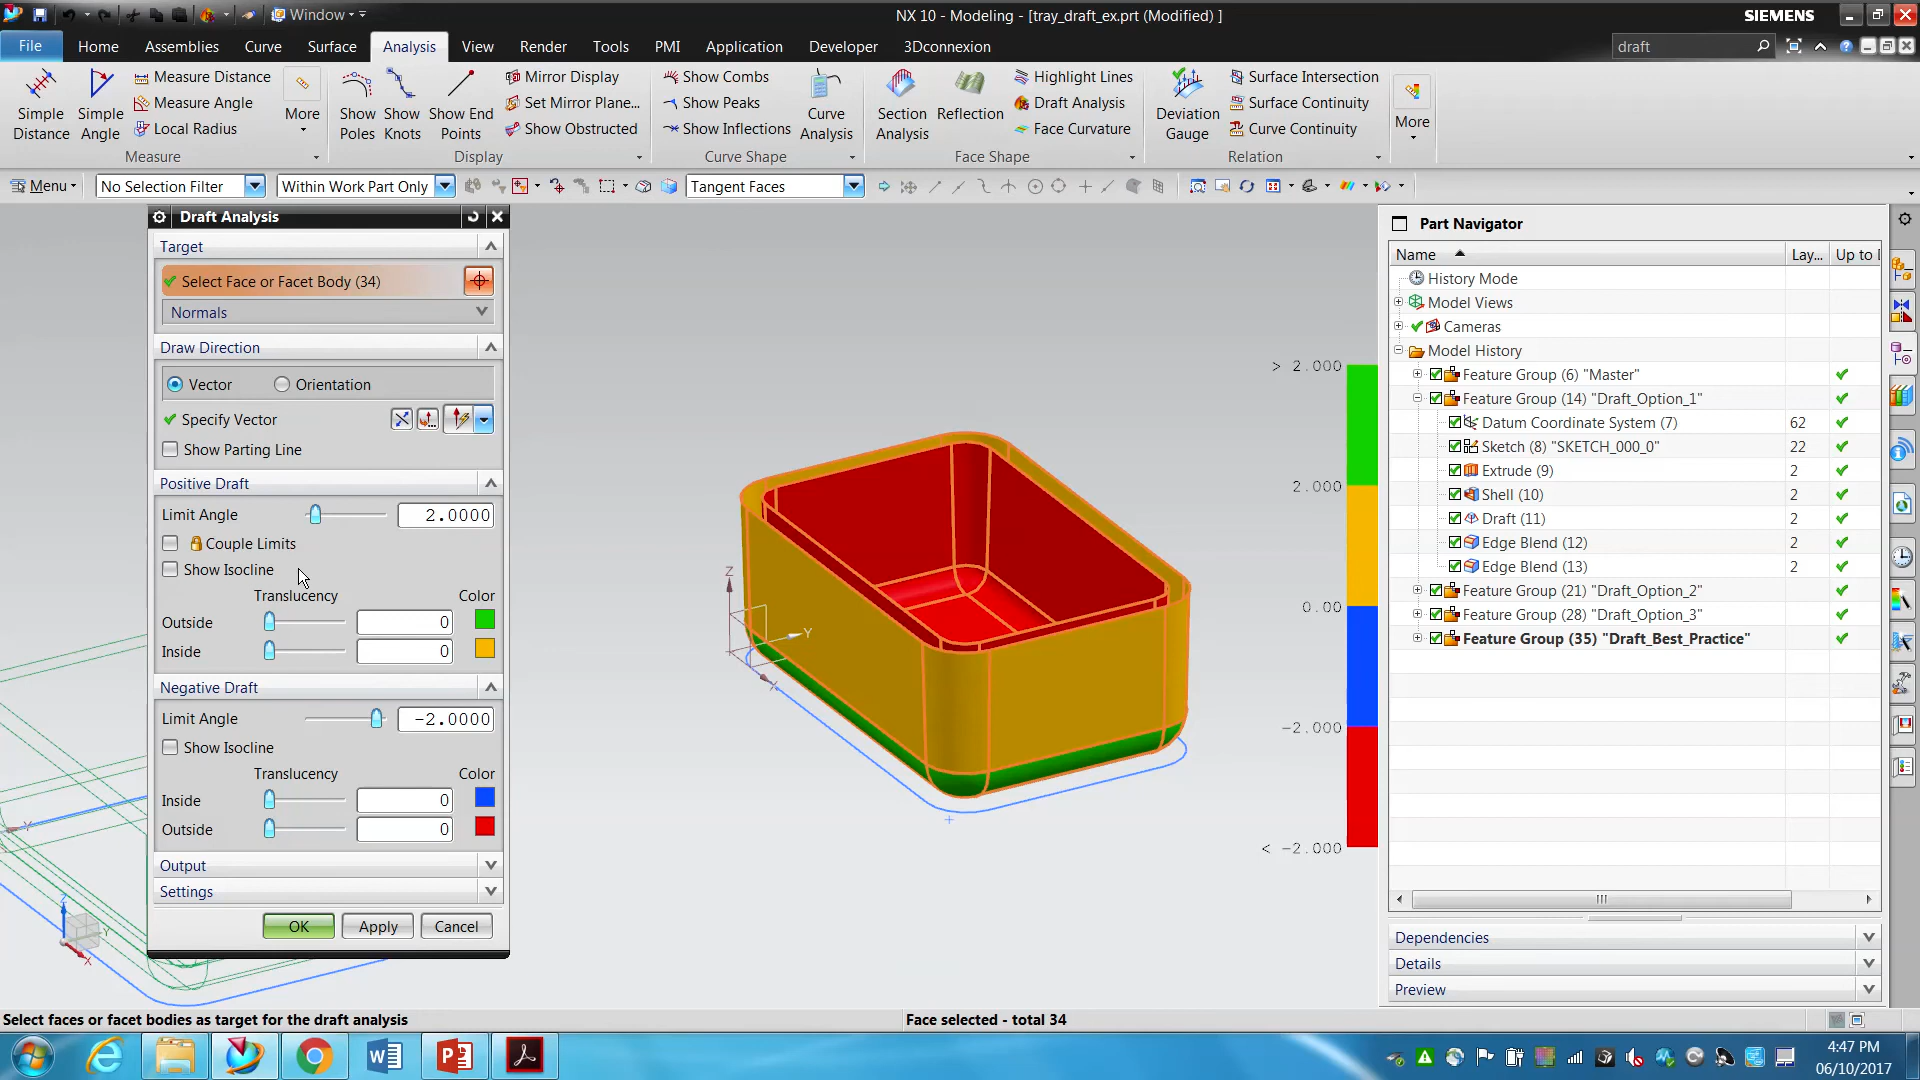 Window
NX 10 - Modeling - [tray_draft_ex.prt (Modified) ]
SIEMENS
File
Home
Assemblies
Curve
Surface
Analysis
View
Render
Tools
PMI
Application
Developer
3Dconnexion
draft
Simple Distance
Simple Angle
Measure Distance
Measure Angle
Local Radius
More
Measure
Show Poles
Show Knots
Show End Points
Mirror Display
Set Mirror Plane...
Show Obstructed
Display
Show Combs
Show Peaks
Show Inflections
Curve Analysis
Curve Shape
Section Analysis
Reflection
Highlight Lines
Draft Analysis
Face Curvature
Face Shape
Deviation Gauge
Surface Intersection
Surface Continuity
Curve Continuity
Relation
More
Menu
No Selection Filter
Within Work Part Only
Tangent Faces
Draft Analysis
Target
Select Face or Facet Body (34)
Normals
Draw Direction
Vector
Orientation
Specify Vector
Show Parting Line
Positive Draft
Limit Angle
2.0000
Couple Limits
Show Isocline
Translucency
Color
Outside
0
Inside
0
Negative Draft
Limit Angle
-2.0000
Show Isocline
Translucency
Color
Inside
0
Outside
0
Output
Settings
OK
Apply
Cancel
Z
Y
X
X
Z
Y
X
> 2.000
2.000
0.00
-2.000
< -2.000
Part Navigator
Name
Lay...
Up to
History Mode
Model Views
Cameras
Model History
Feature Group (6) "Master"
Feature Group (14) "Draft_Option_1"
Datum Coordinate System (7)
62
Sketch (8) "SKETCH_000_0"
22
Extrude (9)
2
Shell (10)
2
Draft (11)
2
Edge Blend (12)
2
Edge Blend (13)
2
Feature Group (21) "Draft_Option_2"
Feature Group (28) "Draft_Option_3"
Feature Group (35) "Draft_Best_Practice"
Dependencies
Details
Preview
Select faces or facet bodies as target for the draft analysis
Face selected - total 34
4:47 PM
06/10/2017